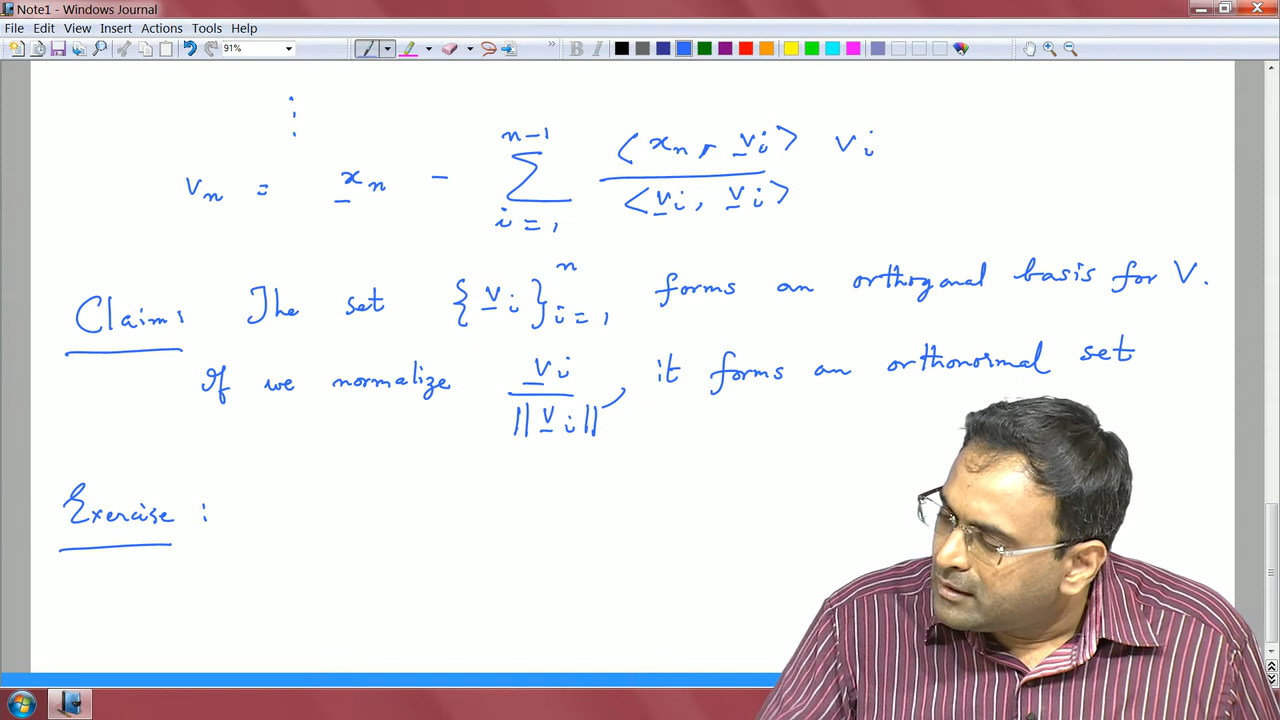 Note1 - Windows Journal
File Edit View Insert Actions Tools Help
91%
B I
⋮
v_n = x_n - Σ_{i=1}^{n-1} <x_n, v_i> / <v_i, v_i> v_i
Claim: The set {v_i}_{i=1}^n forms an orthogonal basis for V.
If we normalize v_i / ||v_i||, it forms an orthonormal set
Exercise :